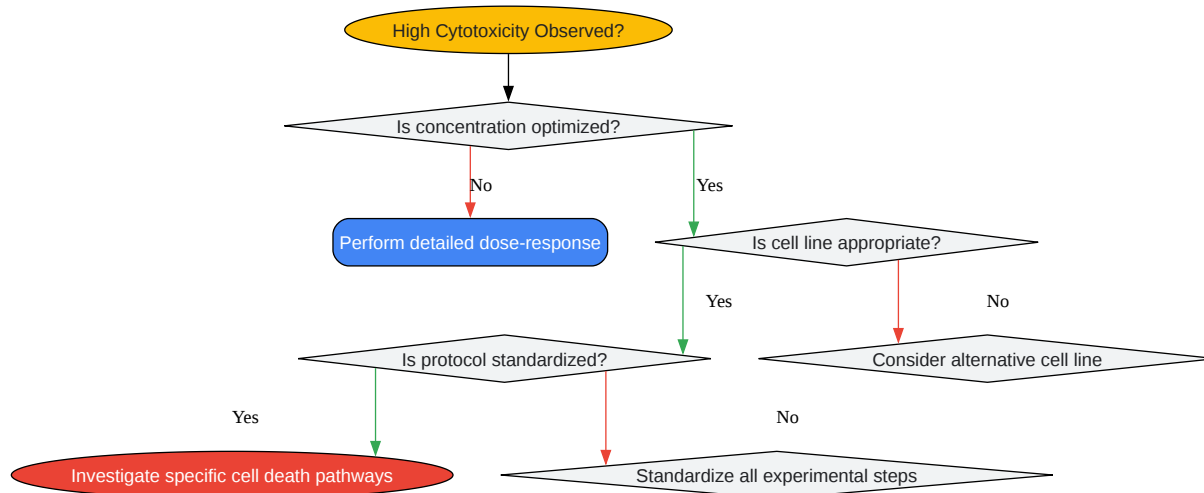 High Cytotoxicity Observed?
Is concentration optimized?
No
Yes
Perform detailed dose-response
Is cell line appropriate?
Yes
No
Is protocol standardized?
Consider alternative cell line
Yes
No
Investigate specific cell death pathways
Standardize all experimental steps